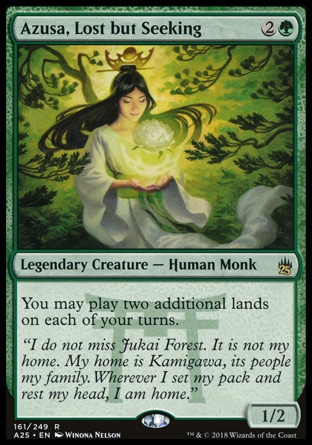 Azusa, Lost but Seeking 2
Legendary Creature — Human Monk 25
You may play two additional lands
on each of your turns.
“I do not miss Jukai Forest. It is not my
home. My home is Kamigawa, its people
my family. Wherever I set my pack and
rest my head, I am home.”
1/2
161/249 R
A25 • EN Winona Nelson ™ & © 2018 Wizards of the Coast